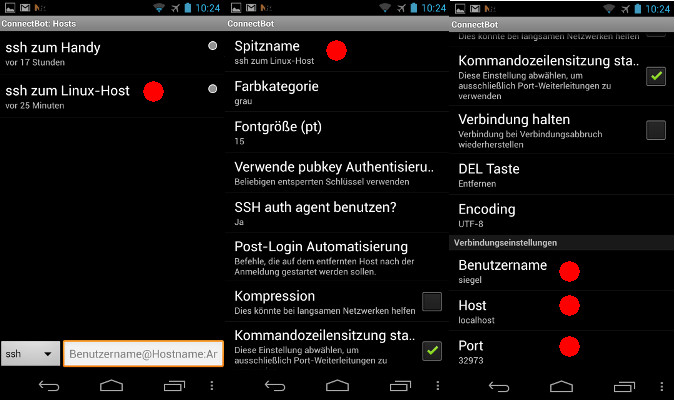 10:24
ConnectBot: Hosts
ssh zum Handy
vor 17 Stunden
ssh zum Linux-Host
vor 25 Minuten
ssh
Benutzername@Hostname:Ar
10:24
ConnectBot
Spitzname
ssh zum Linux-Host
Farbkategorie
grau
Fontgröße (pt)
15
Verwende pubkey Authentisieru..
Beliebigen entsperrten Schlüssel verwenden
SSH auth agent benutzen?
Ja
Post-Login Automatisierung
Befehle, die auf dem entfernten Host nach der
Anmeldung gestartet werden sollen.
Kompression
Dies könnte bei langsamen Netzwerken helfen
Kommandozeilensitzung sta..
Diese Einstellung abwählen, um
ausschließlich Port-Weiterleitungen zu
10:24
ConnectBot
Dies könnte bei langsamen Netzwerken helfen
Kommandozeilensitzung sta..
Diese Einstellung abwählen, um
ausschließlich Port-Weiterleitungen zu
verwenden
Verbindung halten
Verbindung bei Verbindungsabbruch
wiederherstellen
DEL Taste
Entfernen
Encoding
UTF-8
Verbindungseinstellungen
Benutzername
siegel
Host
localhost
Port
32973